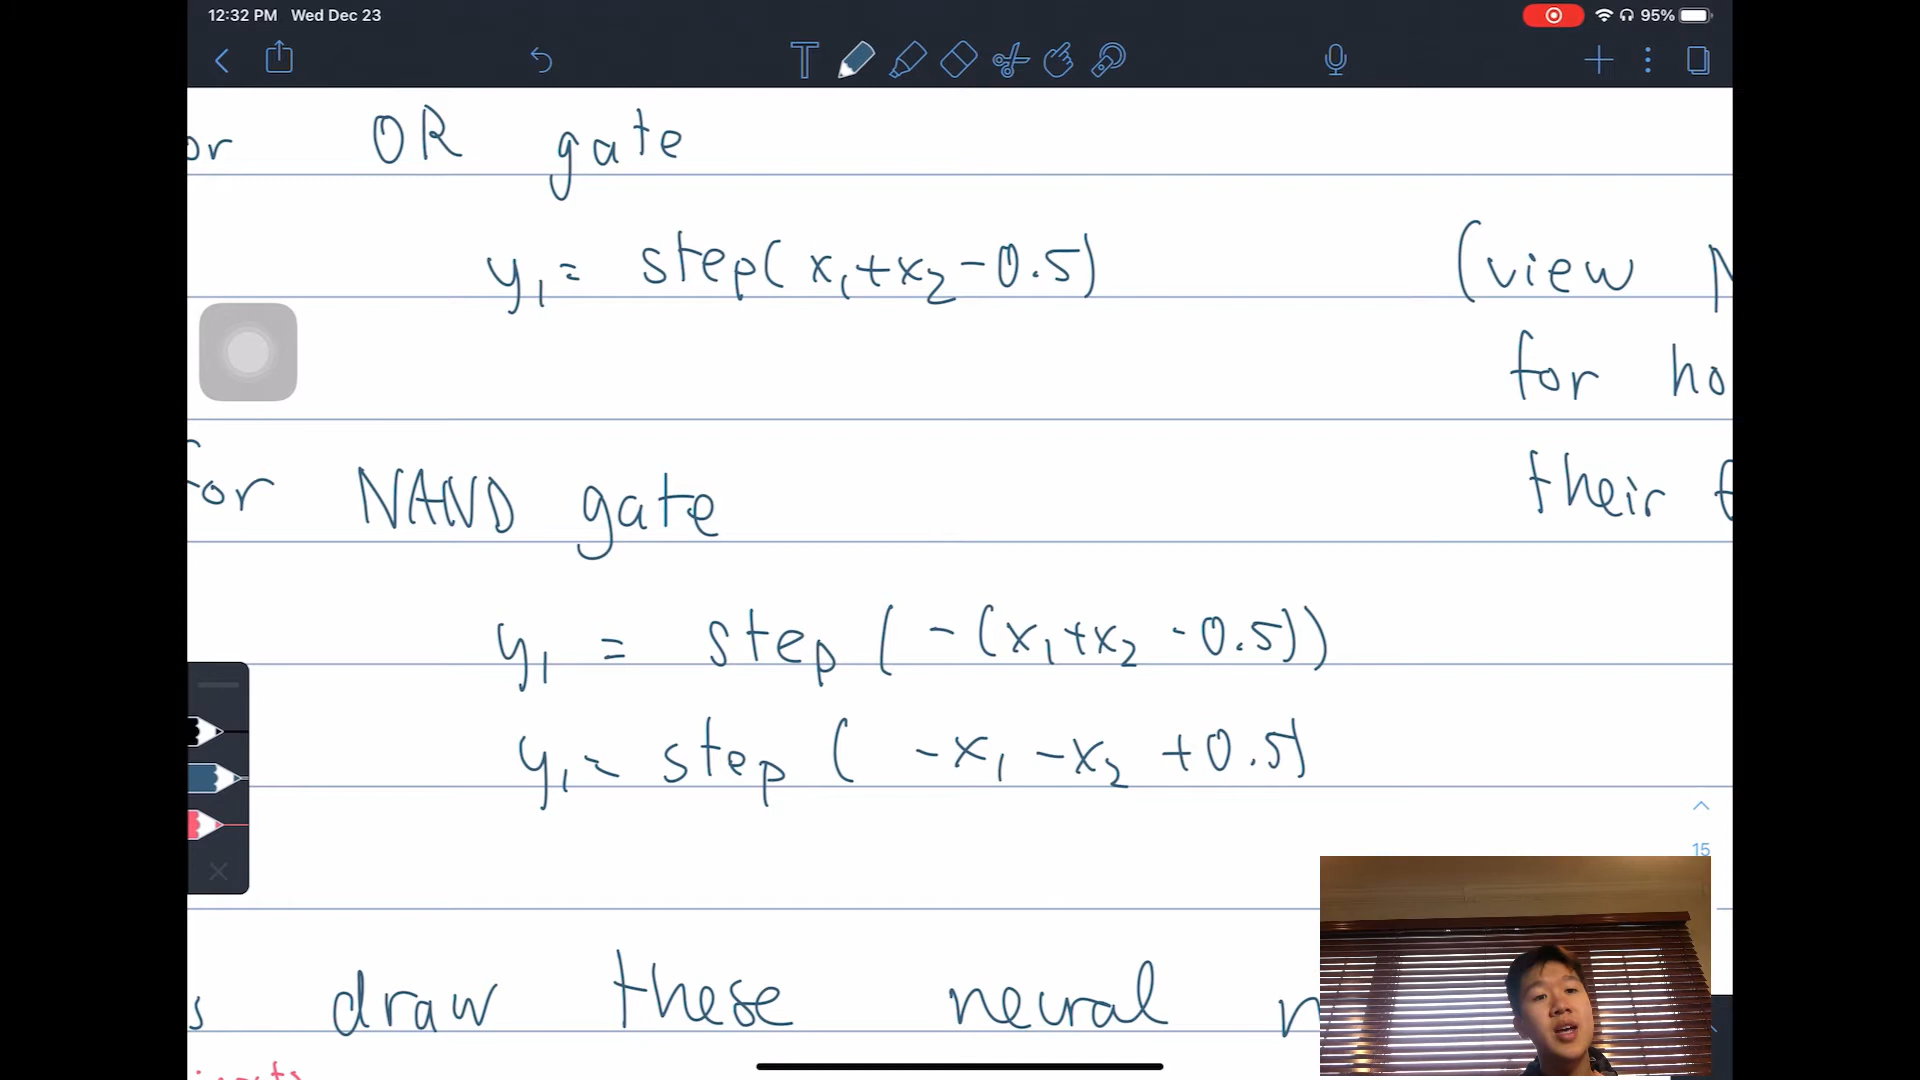 12:32 PM Wed Dec 23
95%
or OR gate
y₁ = step(x₁+x₂-0.5)
(view
for ho
for NAND gate
their
y₁ = step(-(x₁+x₂-0.5))
y₁ = step(-x₁-x₂+0.5)
15
s draw these neural n